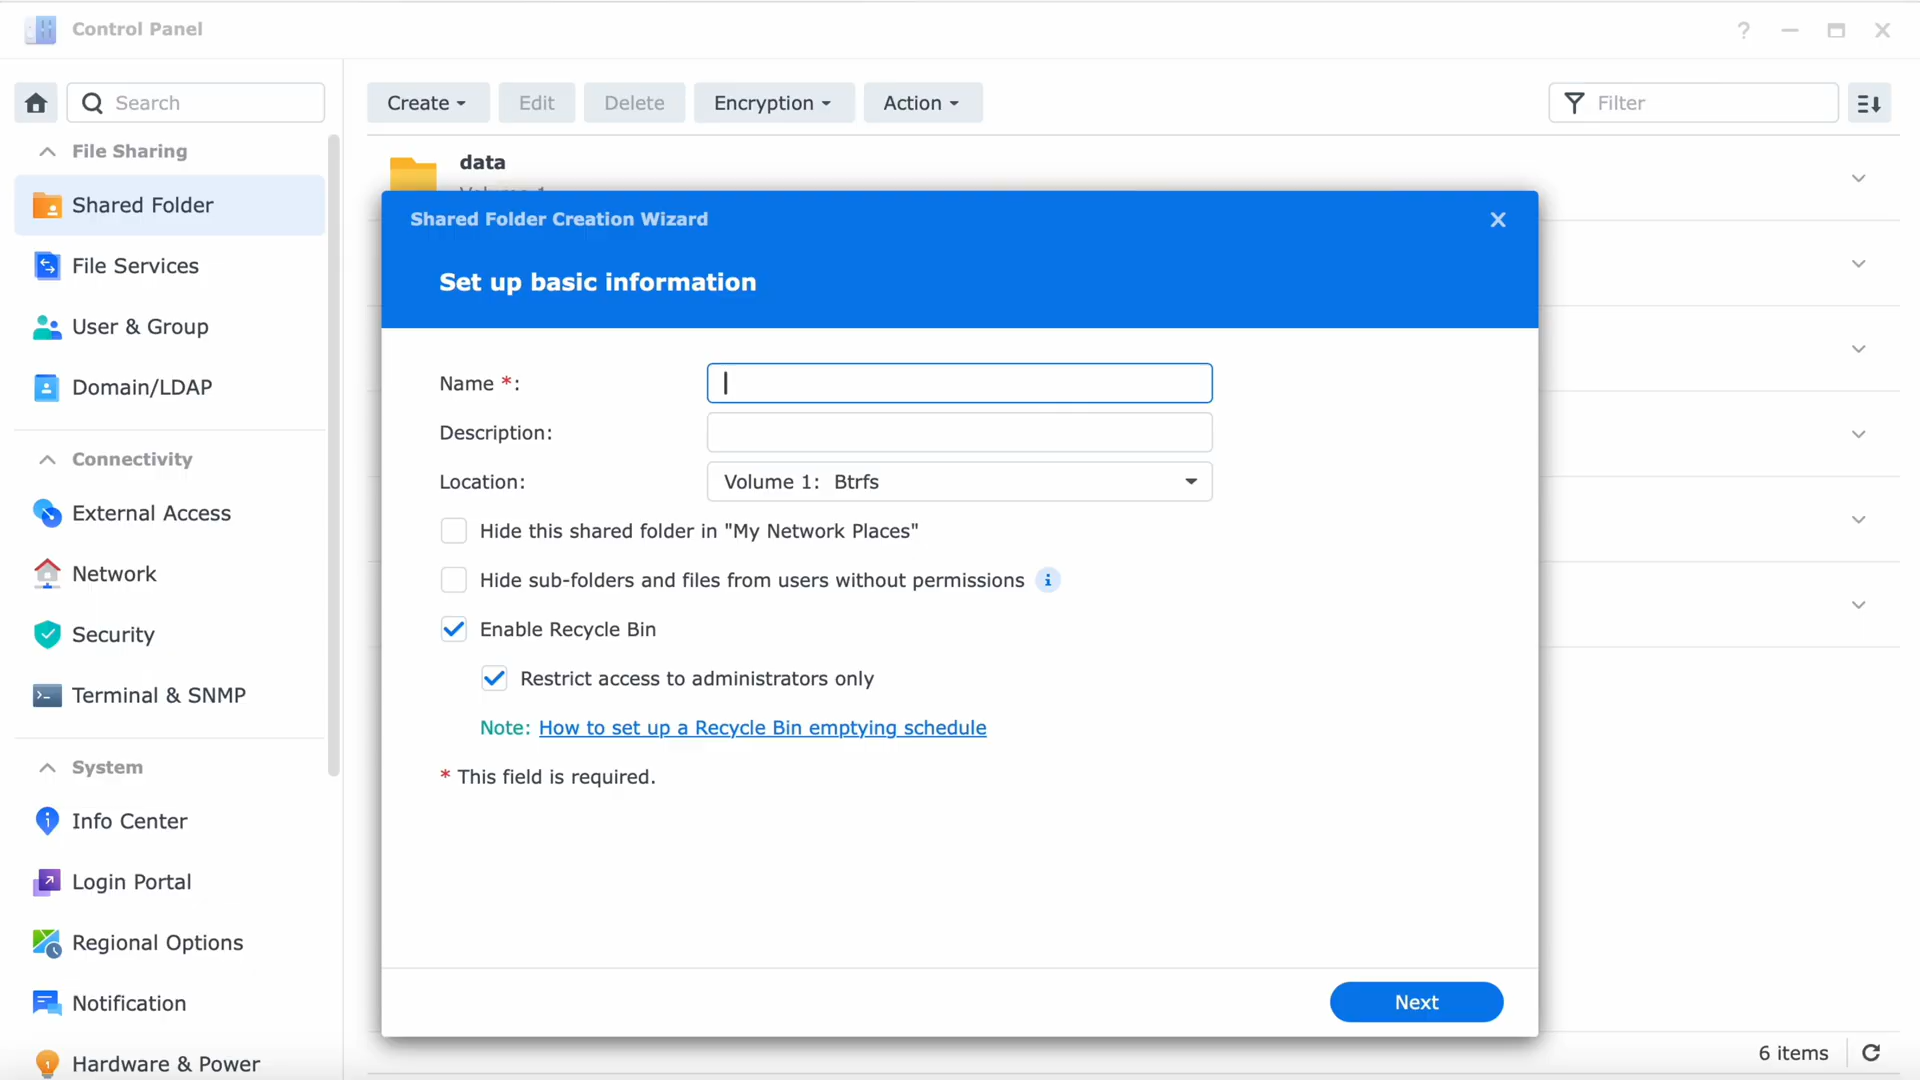 Control Panel
?
Search
Create
Edit
Delete
Encryption
Action
Filter
File Sharing
Shared Folder
File Services
User & Group
Domain/LDAP
Connectivity
External Access
Network
Security
Terminal & SNMP
System
Info Center
Login Portal
Regional Options
Notification
Hardware & Power
data
Volume 1
Shared Folder Creation Wizard
Set up basic information
Name *:
Description:
Location:
Volume 1: Btrfs
Hide this shared folder in "My Network Places"
Hide sub-folders and files from users without permissions
Enable Recycle Bin
Restrict access to administrators only
Note: How to set up a Recycle Bin emptying schedule
* This field is required.
Next
6 items